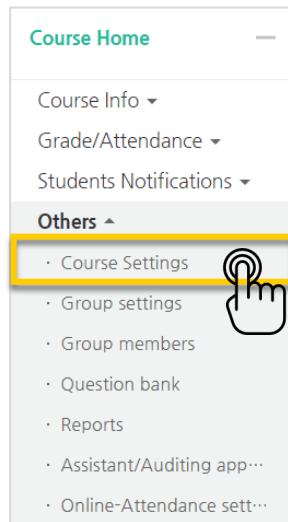 Course Home
Course Info
Grade/Attendance
Students Notifications
Others
· Course Settings
· Group settings
· Group members
· Question bank
· Reports
· Assistant/Auditing app···
· Online-Attendance sett···